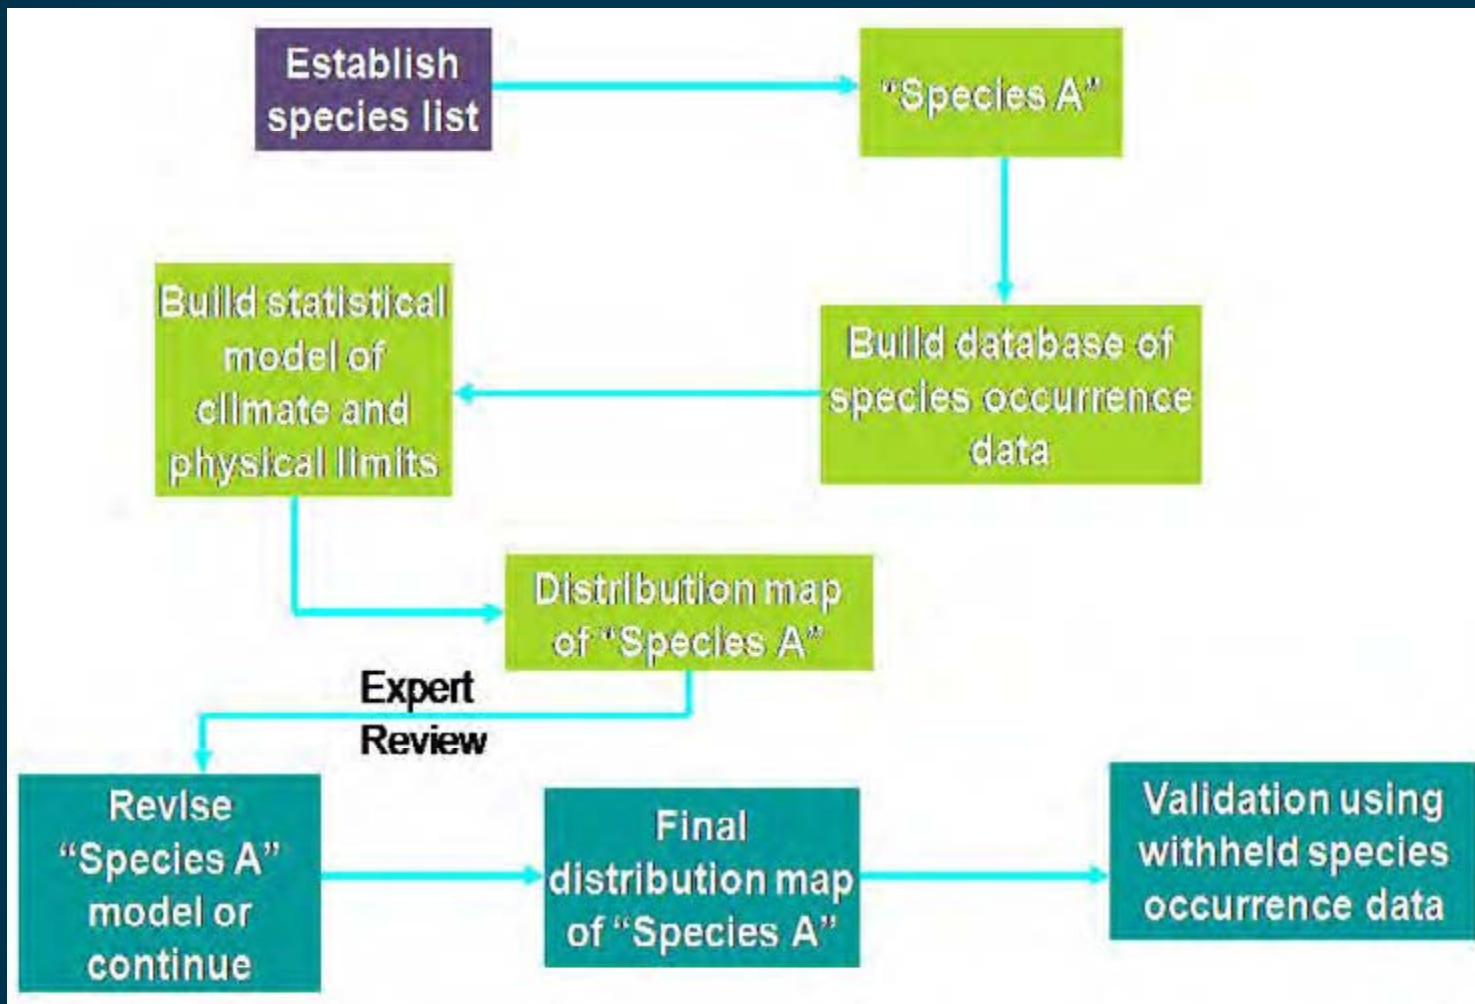 Establish
species list
“Species A”
Build database of
species occurrence
data
Build statistical
model of
climate and
physical limits
Distribution map
of “Species A”
Expert
Review
Revise
“Species A”
model or
continue
Final
distribution map
of “Species A”
Validation using
withheld species
occurrence data